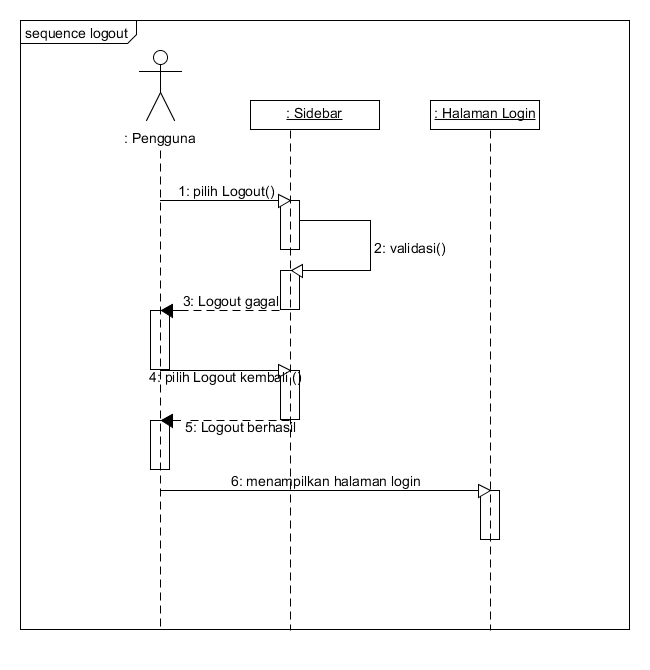 sequence logout
: Pengguna
: Sidebar
: Halaman Login
1: pilih Logout()
2: validasi()
3: Logout gagal
4: pilih Logout kembali ()
5: Logout berhasil
6: menampilkan halaman login